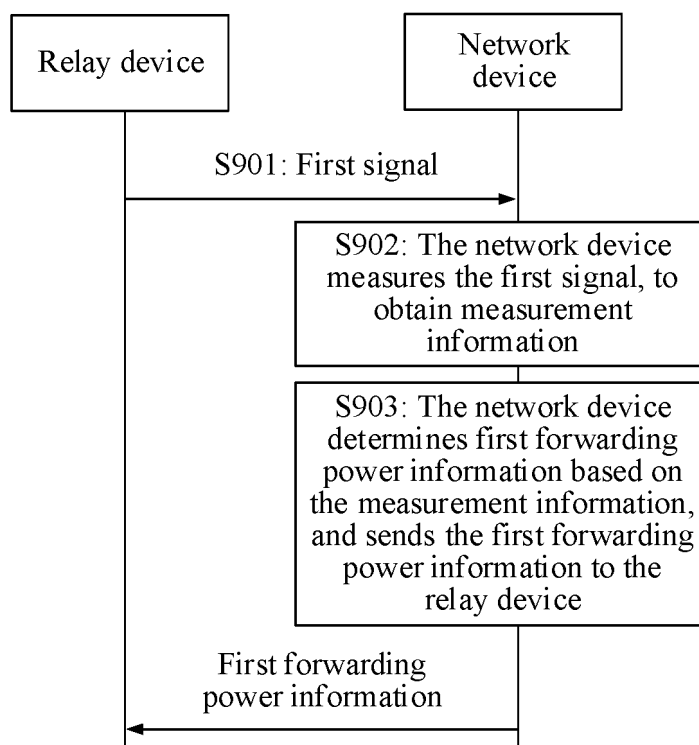 Relay device
Network
device
S901: First signal
S902: The network device
measures the first signal, to
obtain measurement
information
S903: The network device
determines first forwarding
power information based on
the measurement information,
and sends the first forwarding
power information to the
relay device
First forwarding
power information